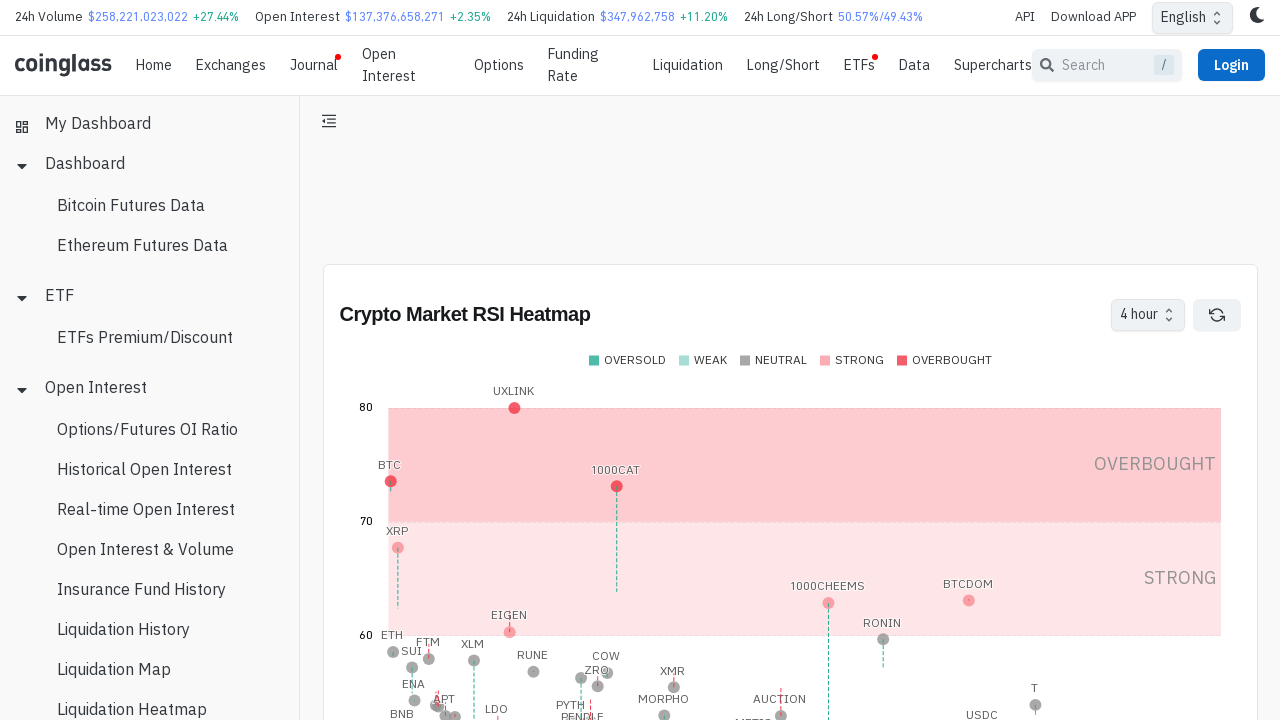 24h Volume $258,221,023,022 +27.44% Open Interest $137,376,658,271 +2.35% 24h Liquidation $347,962,758 +11.20% 24h Long/Short 50.57%/49.43% API Download APP English
coinglass Home Exchanges Journal Open Interest Options Funding Rate Liquidation Long/Short ETFs Data Supercharts Search / Login
My Dashboard
Dashboard
Bitcoin Futures Data
Ethereum Futures Data
ETF
ETFs Premium/Discount
Open Interest
Options/Futures OI Ratio
Historical Open Interest
Real-time Open Interest
Open Interest & Volume
Insurance Fund History
Liquidation History
Liquidation Map
Liquidation Heatmap
Crypto Market RSI Heatmap 4 hour
OVERSOLD WEAK NEUTRAL STRONG OVERBOUGHT
UXLINK
80
BTC 1000CAT OVERBOUGHT
70
XRP
STRONG
1000CHEEMS BTCDOM
EIGEN RONIN
60
ETH FTM XLM
SUI RUNE COW
ZRO XMR
ENA T
APT MORPHO AUCTION
BNB LDO PYTH USDC
PENDLE